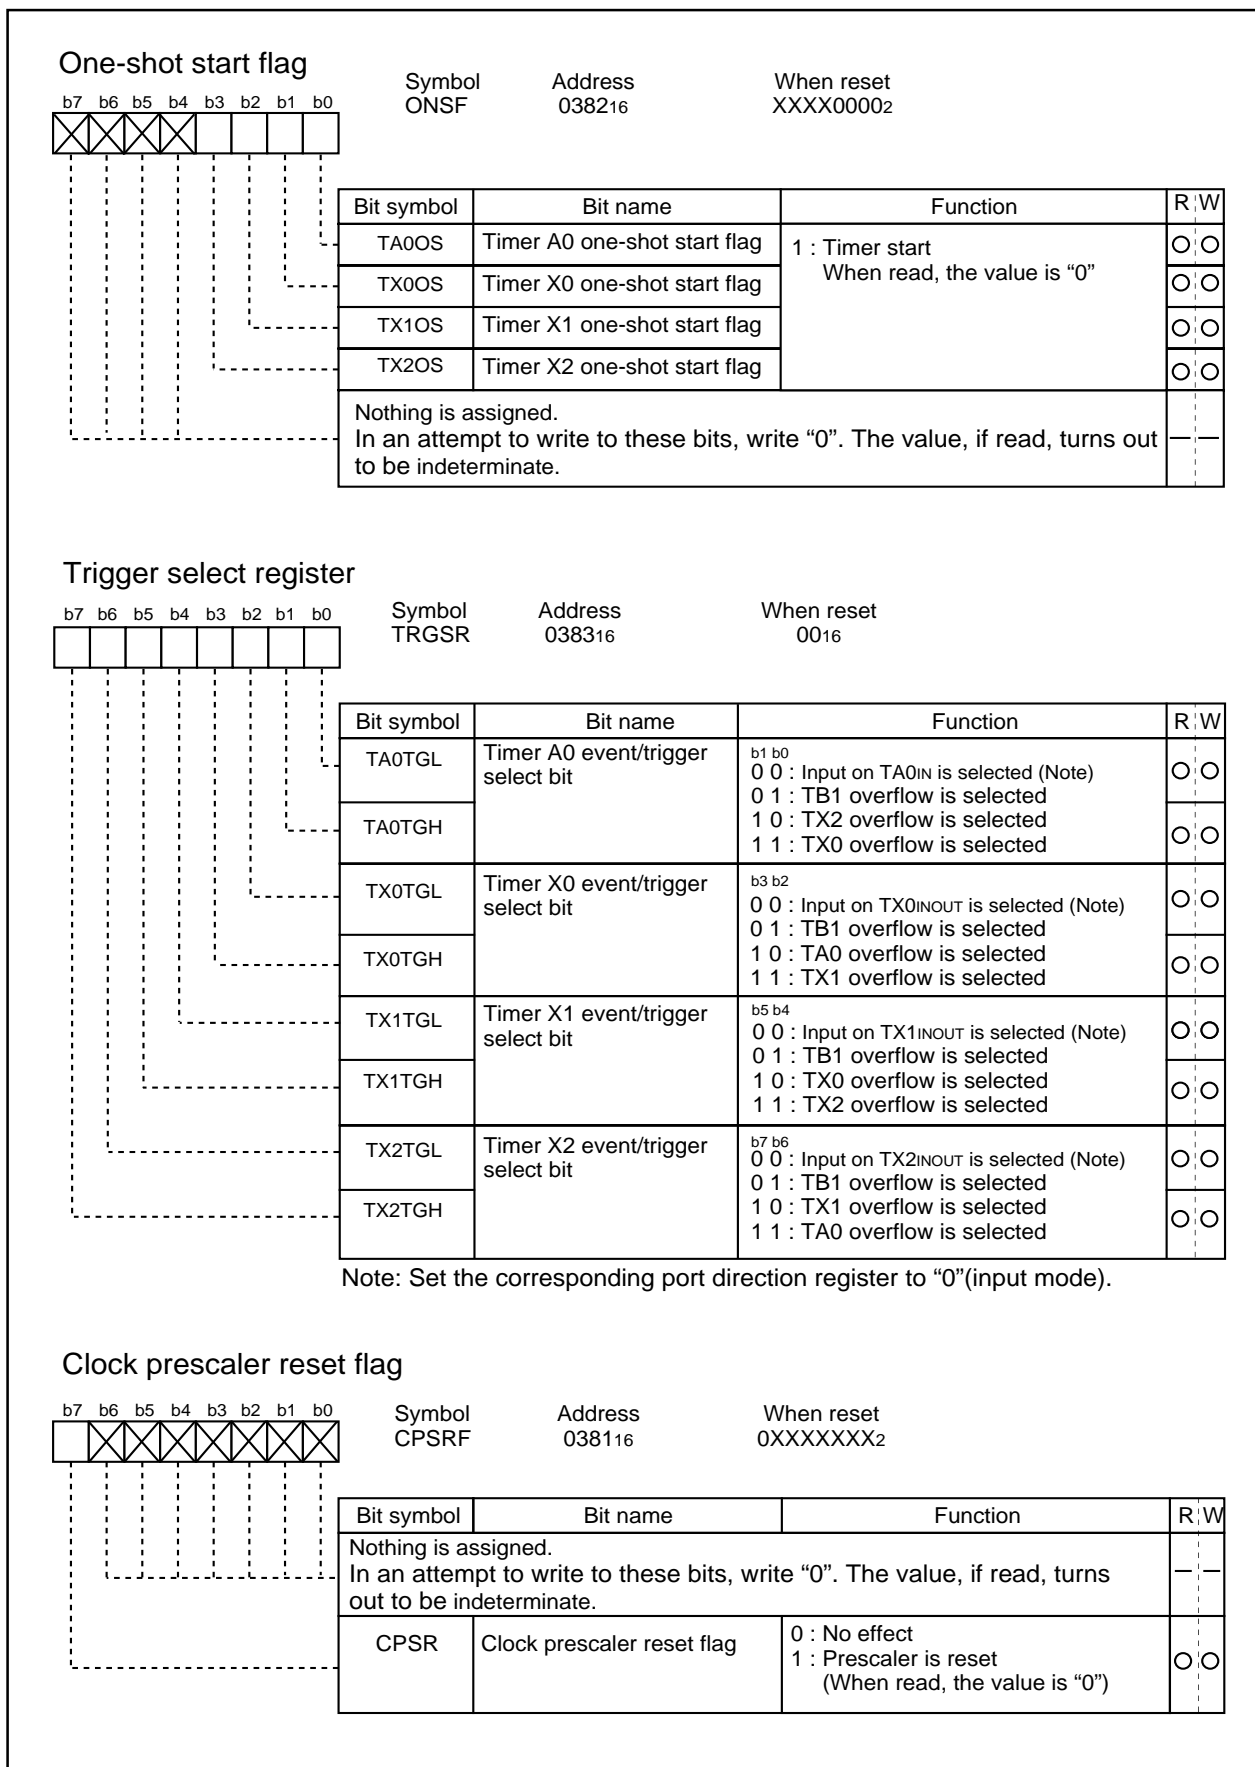 One-shot start flag
Symbol Address When reset
b7 b6 b5 b4 b3 b2 b1 b0 ONSF 038216 XXXX00002
Bit symbol Bit name Function R W
TA0OS Timer A0 one-shot start flag 1 : Timer start
When read, the value is “0”
TX0OS Timer X0 one-shot start flag
TX1OS Timer X1 one-shot start flag
TX2OS Timer X2 one-shot start flag
Nothing is assigned.
In an attempt to write to these bits, write “0”. The value, if read, turns out
to be indeterminate.
Trigger select register
b7 b6 b5 b4 b3 b2 b1 b0 Symbol Address When reset
TRGSR 038316 0016
Bit symbol Bit name Function R W
TA0TGL Timer A0 event/trigger
select bit
b1 b0
0 0 : Input on TA0IN is selected (Note)
0 1 : TB1 overflow is selected
TA0TGH 1 0 : TX2 overflow is selected
1 1 : TX0 overflow is selected
TX0TGL Timer X0 event/trigger
select bit
b3 b2
0 0 : Input on TX0INOUT is selected (Note)
0 1 : TB1 overflow is selected
TX0TGH 1 0 : TA0 overflow is selected
1 1 : TX1 overflow is selected
TX1TGL Timer X1 event/trigger
select bit
b5 b4
0 0 : Input on TX1INOUT is selected (Note)
0 1 : TB1 overflow is selected
TX1TGH 1 0 : TX0 overflow is selected
1 1 : TX2 overflow is selected
TX2TGL Timer X2 event/trigger
select bit
b7 b6
0 0 : Input on TX2INOUT is selected (Note)
0 1 : TB1 overflow is selected
TX2TGH 1 0 : TX1 overflow is selected
1 1 : TA0 overflow is selected
Note: Set the corresponding port direction register to “0”(input mode).
Clock prescaler reset flag
b7 b6 b5 b4 b3 b2 b1 b0 Symbol Address When reset
CPSRF 038116 0XXXXXXX2
Bit symbol Bit name Function R W
Nothing is assigned.
In an attempt to write to these bits, write “0”. The value, if read, turns
out to be indeterminate.
CPSR Clock prescaler reset flag 0 : No effect
1 : Prescaler is reset
(When read, the value is “0”)